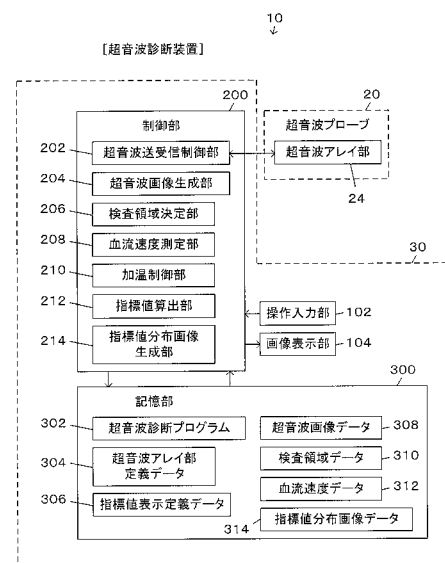 10
[超音波診断装置]
200
制御部
202
超音波送受信制御部
204
超音波画像生成部
206
検査領域決定部
208
血流速度測定部
210
加温制御部
212
指標値算出部
214
指標値分布画像
生成部
20
超音波プローブ
超音波アレイ部
24
30
操作入力部
102
画像表示部
104
300
記憶部
302
超音波診断プログラム
304
超音波アレイ部
定義データ
306
指標値表示定義データ
超音波画像データ
308
検査領域データ
310
血流速度データ
312
314
指標値分布画像データ